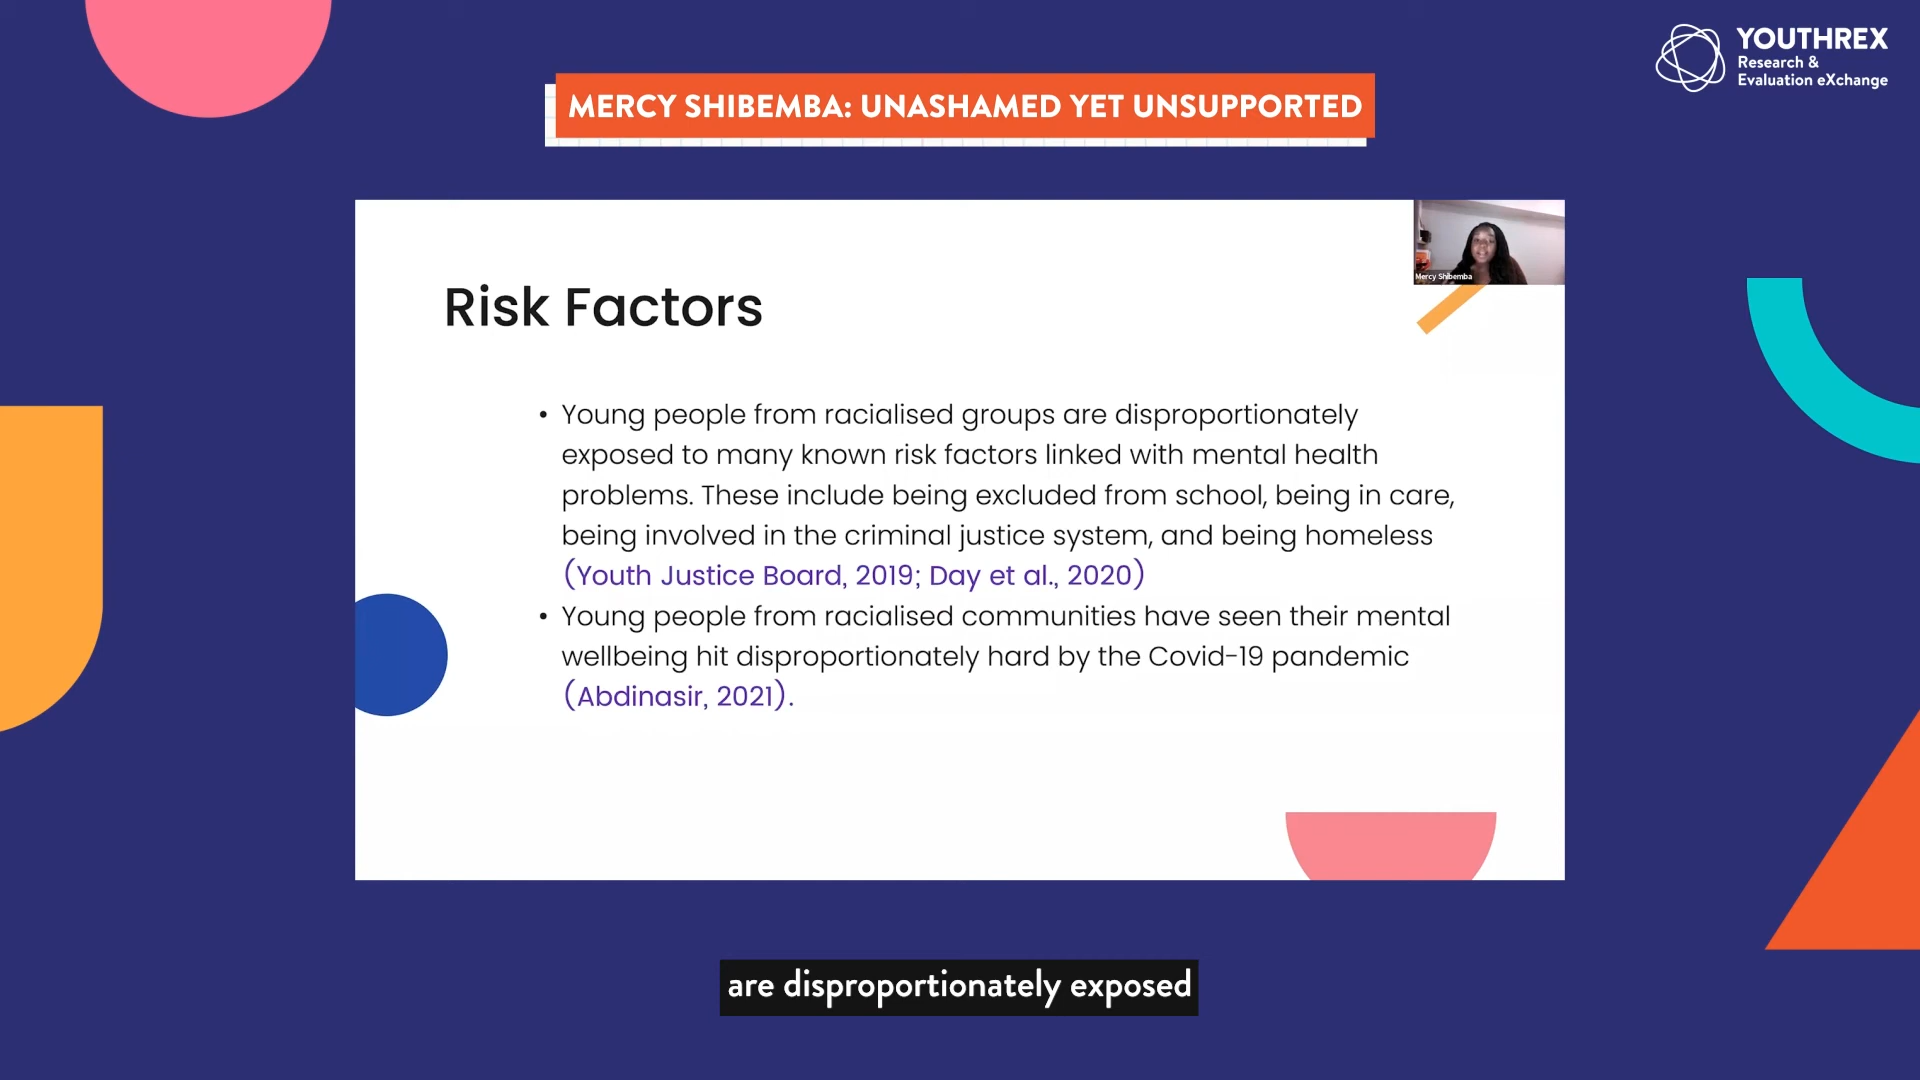 YOUTHREX
Research &
Evaluation eXchange
MERCY SHIBEMBA: UNASHAMED YET UNSUPPORTED
Mercy Shibemba
Risk Factors
• Young people from racialised groups are disproportionately
exposed to many known risk factors linked with mental health
problems. These include being excluded from school, being in care,
being involved in the criminal justice system, and being homeless
(Youth Justice Board, 2019; Day et al., 2020)
• Young people from racialised communities have seen their mental
wellbeing hit disproportionately hard by the Covid-19 pandemic
(Abdinasir, 2021).
are disproportionately exposed